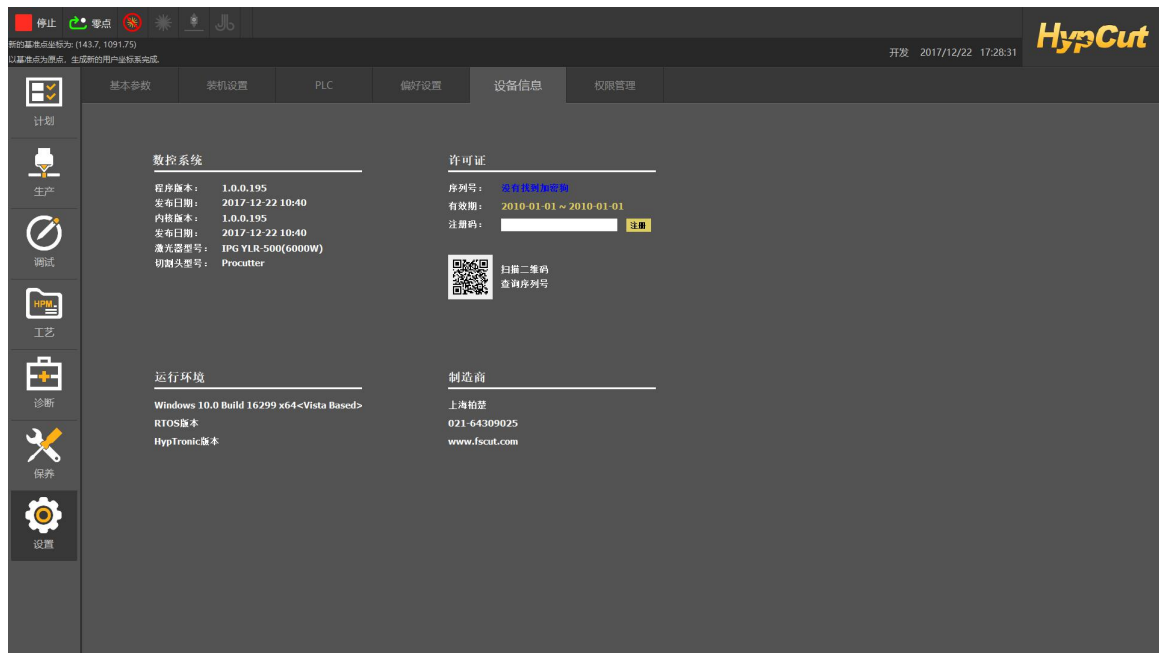 停止 零点
HypCut
新的基准点坐标为: (143.7, 1091.75)
以基准点为原点，生成新的用户坐标系完成.
开发 2017/12/22 17:28:31
基本参数 装机设置 PLC 偏好设置 设备信息 权限管理
计划
生产
调试
HPM
工艺
诊断
保养
设置
数控系统
程序版本： 1.0.0.195
发布日期： 2017-12-22 10:40
内核版本： 1.0.0.195
发布日期： 2017-12-22 10:40
激光器型号： IPG YLR-500(6000W)
切割头型号： Procutter
许可证
序列号： 没有找到加密狗
有效期： 2010-01-01 ~ 2010-01-01
注册码： 注册
扫描二维码
查询序列号
运行环境
Windows 10.0 Build 16299 x64<Vista Based>
RTOS版本
HypTronic版本
制造商
上海柏楚
021-64309025
www.fscut.com